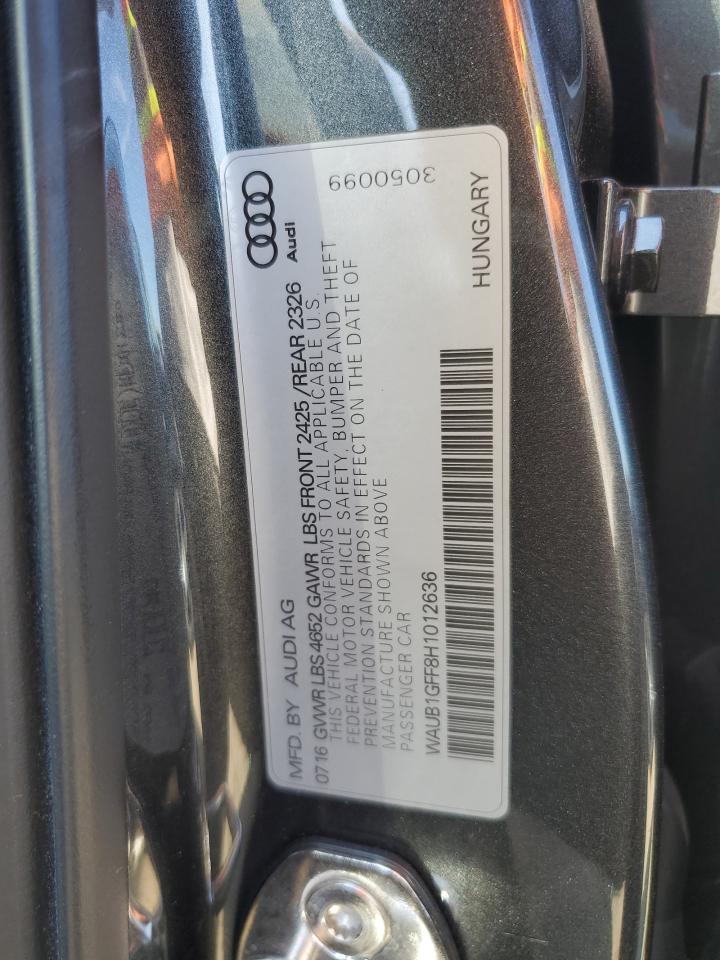 MFD. BY AUDI AG
Audi
0716 GVWR LBS 4652 GAWR LBS FRONT 2425 /REAR 2326
THIS VEHICLE CONFORMS TO ALL APPLICABLE U.S.
FEDERAL MOTOR VEHICLE SAFETY, BUMPER AND THEFT
PREVENTION STANDARDS IN EFFECT ON THE DATE OF
MANUFACTURE SHOWN ABOVE
3050099
PASSENGER CAR
WAUB1GFF8H1012636
HUNGARY